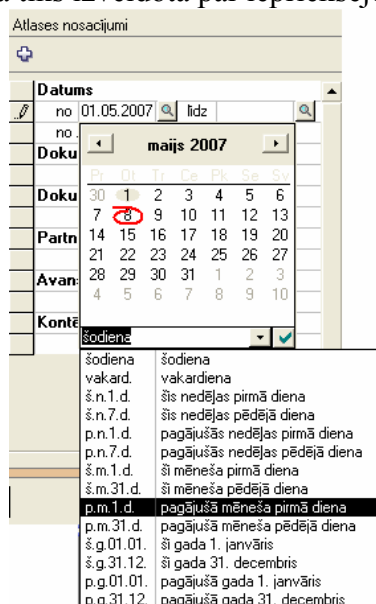 Atlases nosacījumi
Datums
no 01.05.2007 līdz
no
Doku
Doku
Partn
Avan
Kontē
maijs 2007
Pr Ot Tr Ce Pk Se Sv
30 1 2 3 4 5 6
7 8 9 10 11 12 13
14 15 16 17 18 19 20
21 22 23 24 25 26 27
28 29 30 31 1 2 3
4 5 6 7 8 9 10
šodiena
šodiena šodiena
vakard. vakardiena
š.n.1.d. šīs nedēļas pirmā diena
š.n.7.d. šīs nedēļas pēdējā diena
p.n.1.d. pagājušās nedēļas pirmā diena
p.n.7.d. pagājušās nedēļas pēdējā diena
š.m.1.d. šī mēneša pirmā diena
š.m.31.d. šī mēneša pēdējā diena
p.m.1.d. pagājušā mēneša pirmā diena
p.m.31.d. pagājušā mēneša pēdējā diena
š.g.01.01. šī gada 1. janvāris
š.g.31.12. šī gada 31. decembris
p.g.01.01. pagājušā gada 1. janvāris
p.g.31.12. pagājušā gada 31. decembris